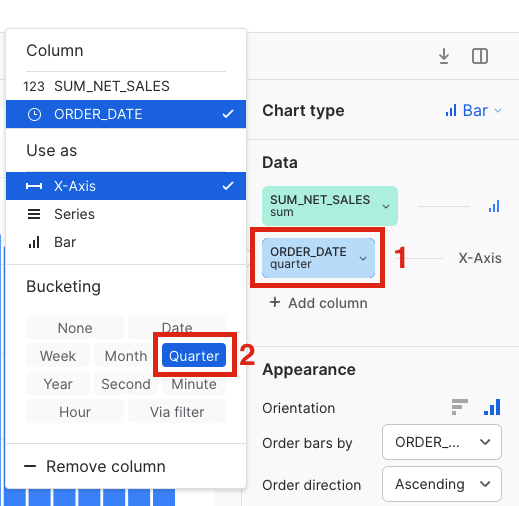 Column
123 SUM_NET_SALES
ORDER_DATE
Use as
X-Axis
Series
Bar
Bucketing
None Date
Week Month Quarter 2
Year Second Minute
Hour Via filter
Remove column
Chart type Bar
Data
SUM_NET_SALES
sum
ORDER_DATE
quarter
1
X-Axis
+ Add column
Appearance
Orientation
Order bars by ORDER_...
Order direction Ascending